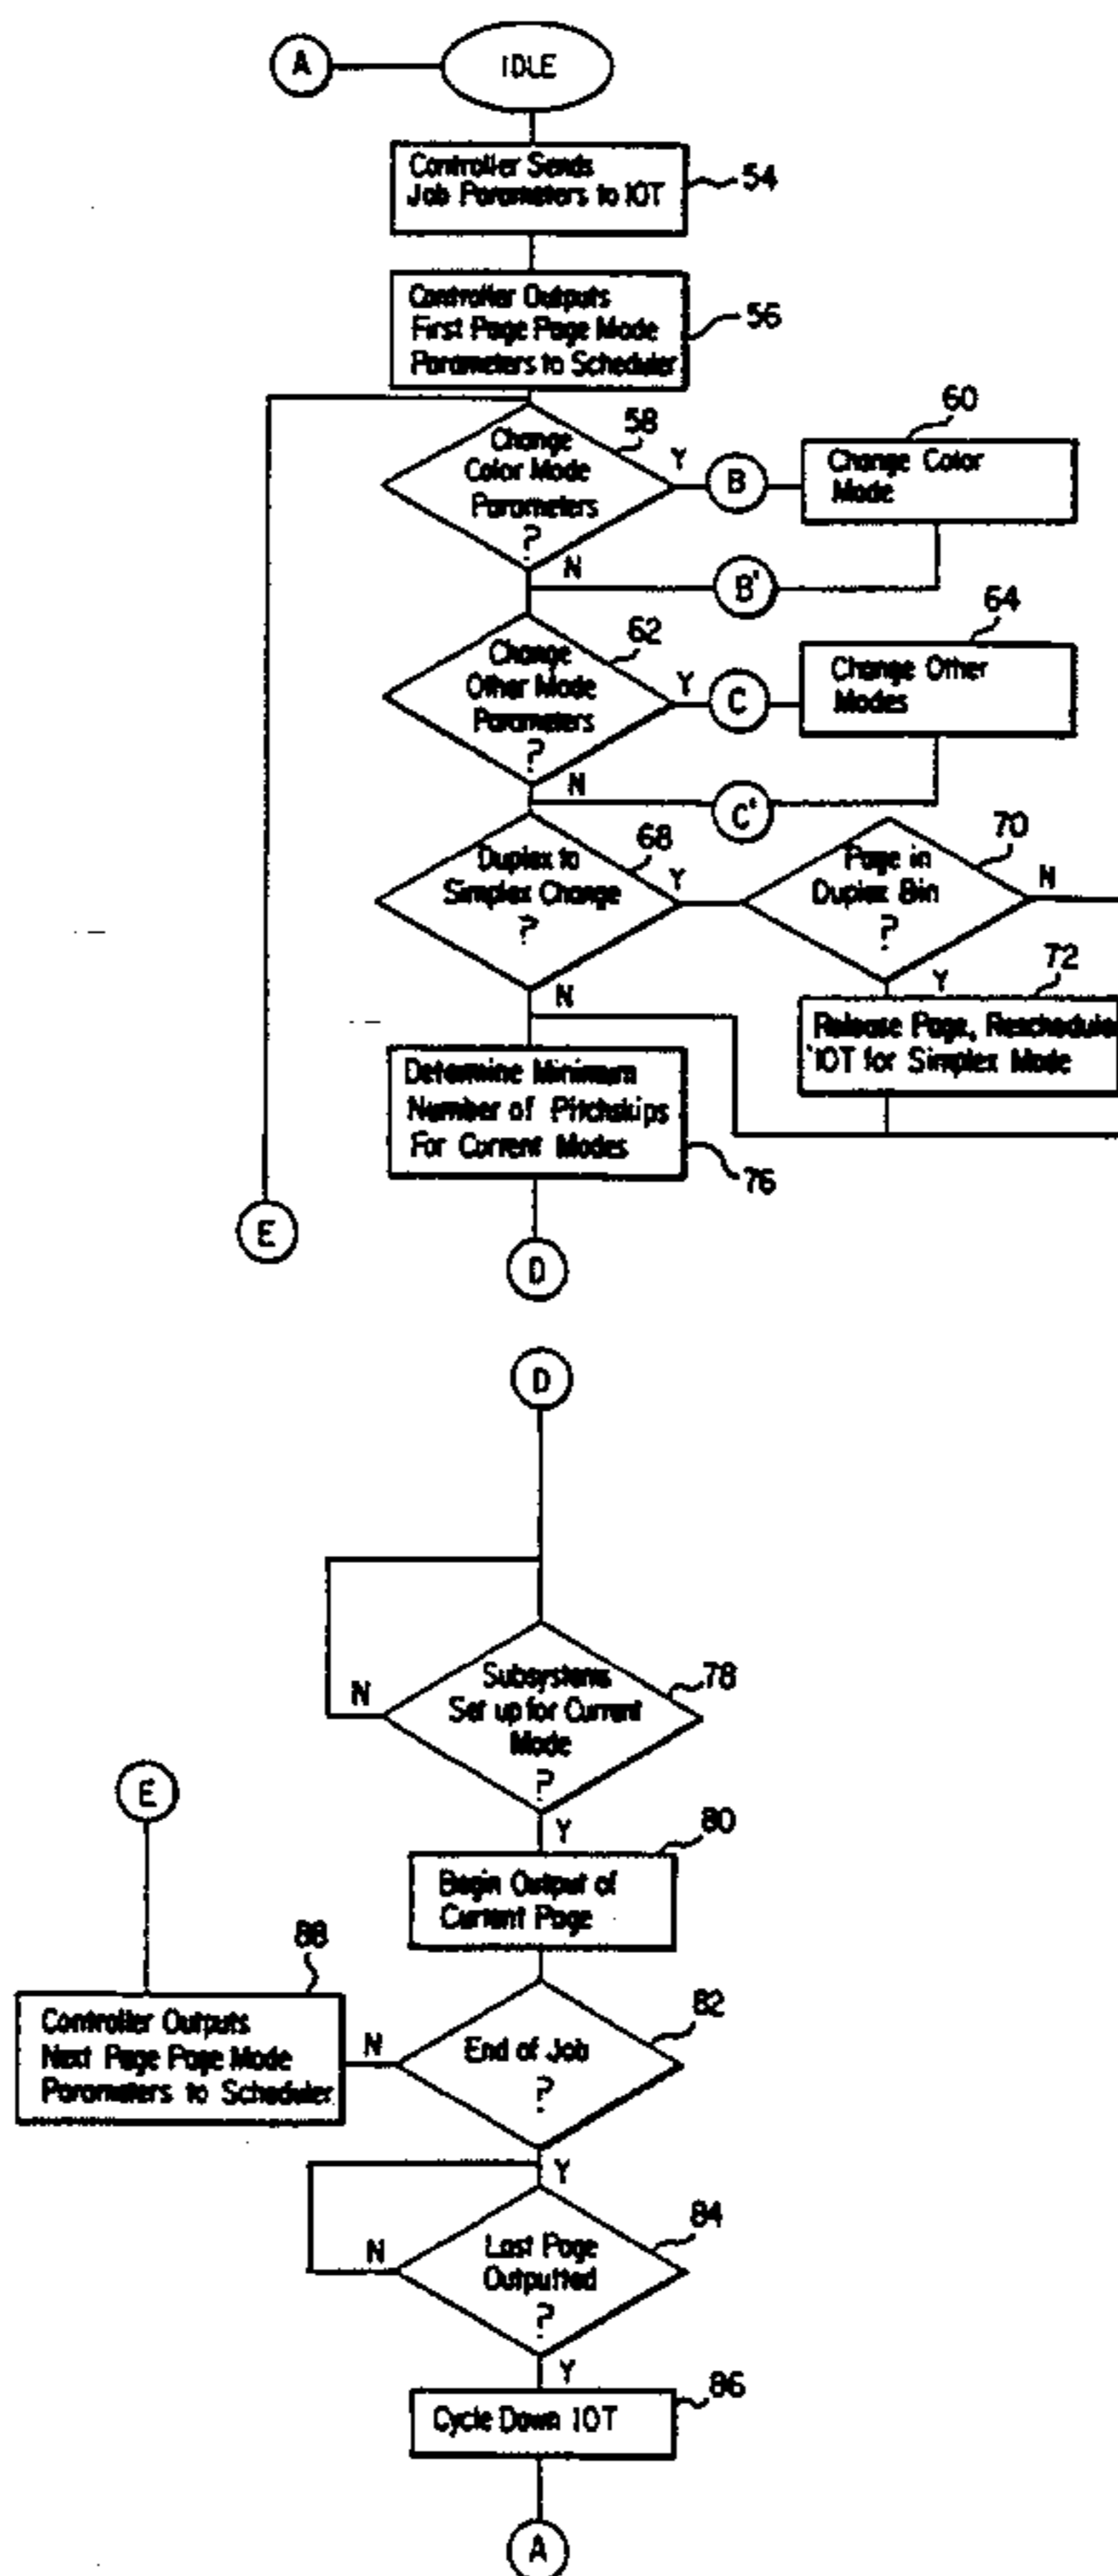 A
IDLE
Controller Sends
Job Parameters to IOT
54
Controller Outputs
First Page Page Mode
Parameters to Scheduler
56
Change
Color Mode
Parameters
?
58
Y
B
Change Color
Mode
60
N
B'
Change
Other Mode
Parameters
?
62
Y
C
Change Other
Modes
64
N
C'
Duplex to
Simplex Change
?
68
Y
Page in
Duplex Bin
?
70
N
Y
72
N
Release Page, Reschedule
IOT for Simplex Mode
Determine Minimum
Number of Pitchskips
For Current Modes
76
E
D
D
Subsystems
Set up for Current
Mode
?
78
N
Y
E
Begin Output of
Current Page
80
88
Controller Outputs
Next Page Page Mode
Parameters to Scheduler
N
End of Job
?
82
Y
N
Last Page
Outputted
?
84
Y
Cycle Down IOT
86
A